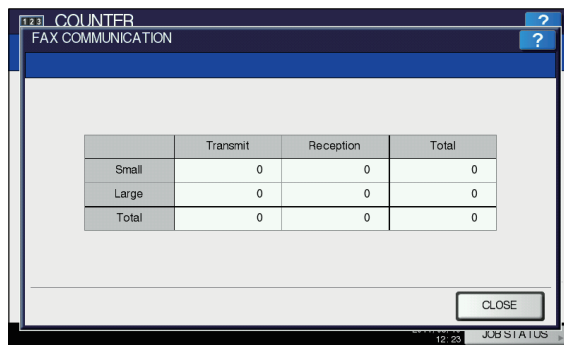 123 COUNTER ?
FAX COMMUNICATION ?
Transmit Reception Total
Small 0 0 0
Large 0 0 0
Total 0 0 0
CLOSE
12:23 JOB STATUS